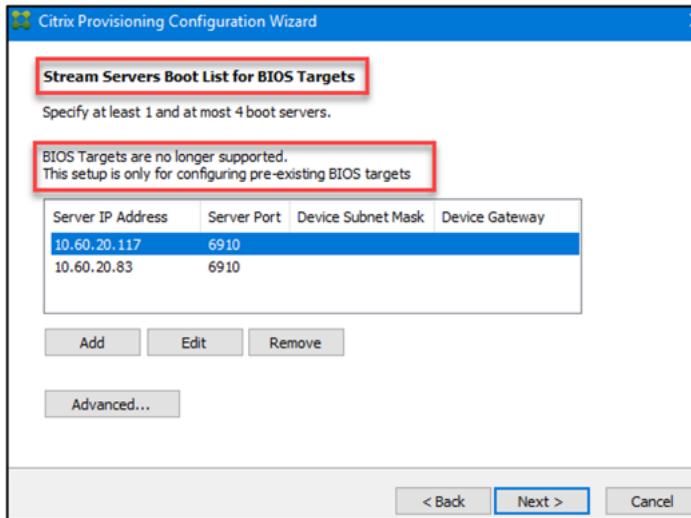 Citrix Provisioning Configuration Wizard
Stream Servers Boot List for BIOS Targets
Specify at least 1 and at most 4 boot servers.
BIOS Targets are no longer supported.
This setup is only for configuring pre-existing BIOS targets
Server IP Address Server Port Device Subnet Mask Device Gateway
10.60.20.117 6910
10.60.20.83 6910
Add Edit Remove
Advanced...
< Back Next > Cancel